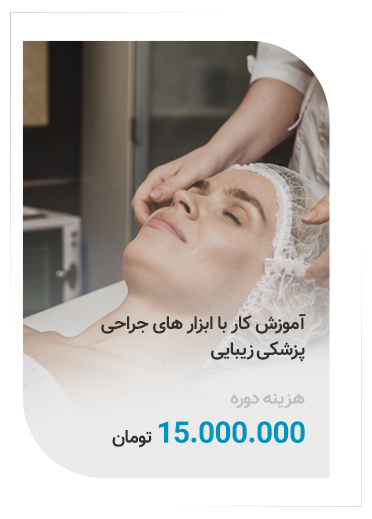 آموزش کار با ابزار های جراحی
پزشکی زیبایی
هزینه دوره
15.000.000 تومان